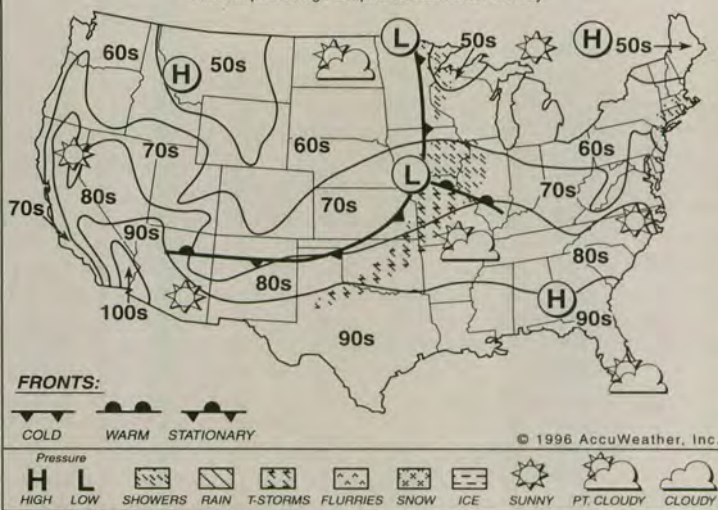 60s
H
50s
L
50s
H
50s
60s
70s
60s
L
70s
80s
70s
70s
90s
80s
80s
H
100s
90s
90s
FRONTS:
COLD WARM STATIONARY
© 1996 AccuWeather, Inc.
Pressure
H L
HIGH LOW SHOWERS RAIN T-STORMS FLURRIES SNOW ICE SUNNY PT. CLOUDY CLOUDY